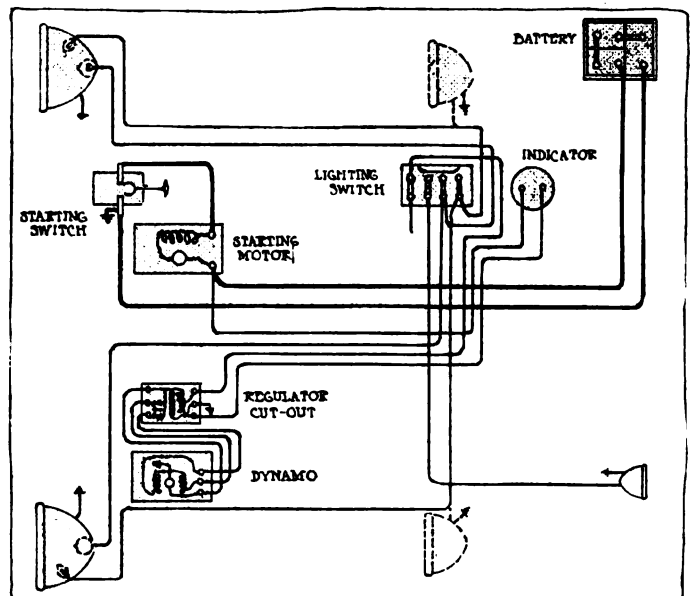 BATTERY
LIGHTING
SWITCH
INDICATOR
STARTING
SWITCH
STARTING
MOTOR
REGULATOR
CUT-OUT
DYNAMO